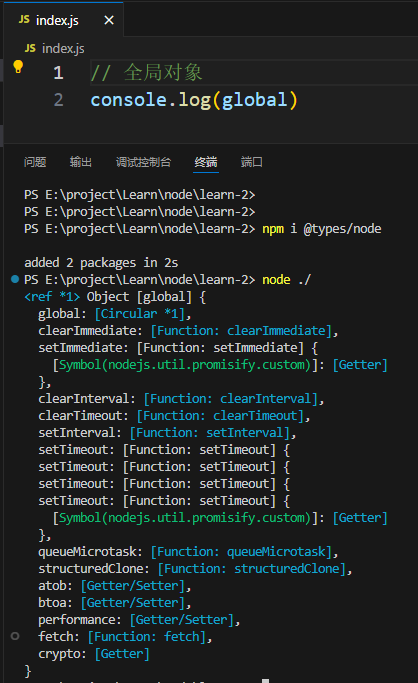 JS index.js
JS index.js
1 // 全局对象
2 console.log(global)
问题 输出 调试控制台 终端 端口
PS E:\project\Learn\node\learn-2>
PS E:\project\Learn\node\learn-2>
PS E:\project\Learn\node\learn-2> npm i @types/node
added 2 packages in 2s
PS E:\project\Learn\node\learn-2> node ./
<ref *1> Object [global] {
  global: [Circular *1],
  clearImmediate: [Function: clearImmediate],
  setImmediate: [Function: setImmediate] {
    [Symbol(nodejs.util.promisify.custom)]: [Getter]
  },
  clearInterval: [Function: clearInterval],
  clearTimeout: [Function: clearTimeout],
  setInterval: [Function: setInterval],
  setTimeout: [Function: setTimeout] {
  setTimeout: [Function: setTimeout] {
  setTimeout: [Function: setTimeout] {
  setTimeout: [Function: setTimeout] {
    [Symbol(nodejs.util.promisify.custom)]: [Getter]
  },
  queueMicrotask: [Function: queueMicrotask],
  structuredClone: [Function: structuredClone],
  atob: [Getter/Setter],
  btoa: [Getter/Setter],
  performance: [Getter/Setter],
  fetch: [Function: fetch],
  crypto: [Getter]
}